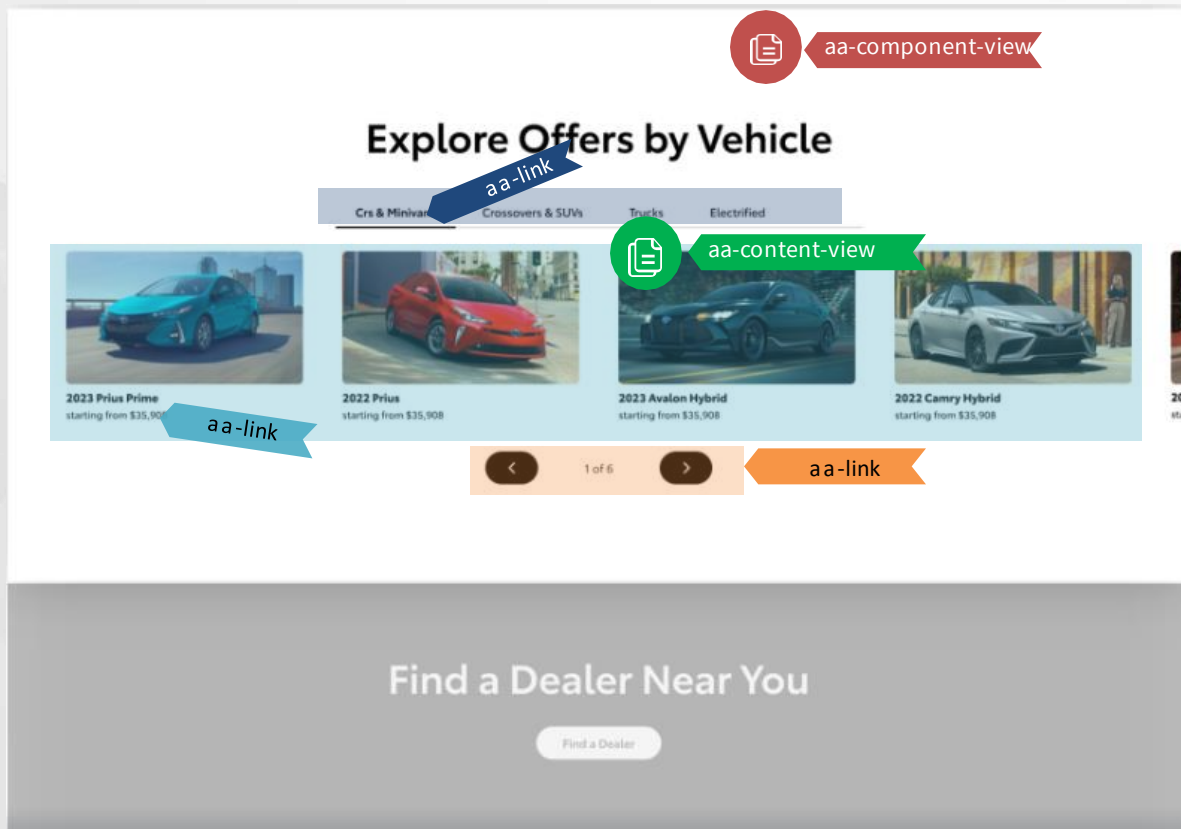 aa-component-view
Explore Offers by Vehicle
aa-link
Crs & Minivan
Crossovers & SUVs
Trucks
Electrified
aa-content-view
2023 Prius Prime
starting from $35,908
2022 Prius
starting from $35,908
2023 Avalon Hybrid
starting from $35,908
2022 Camry Hybrid
starting from $35,908
aa-link
1 of 6
aa-link
Find a Dealer Near You
Find a Dealer